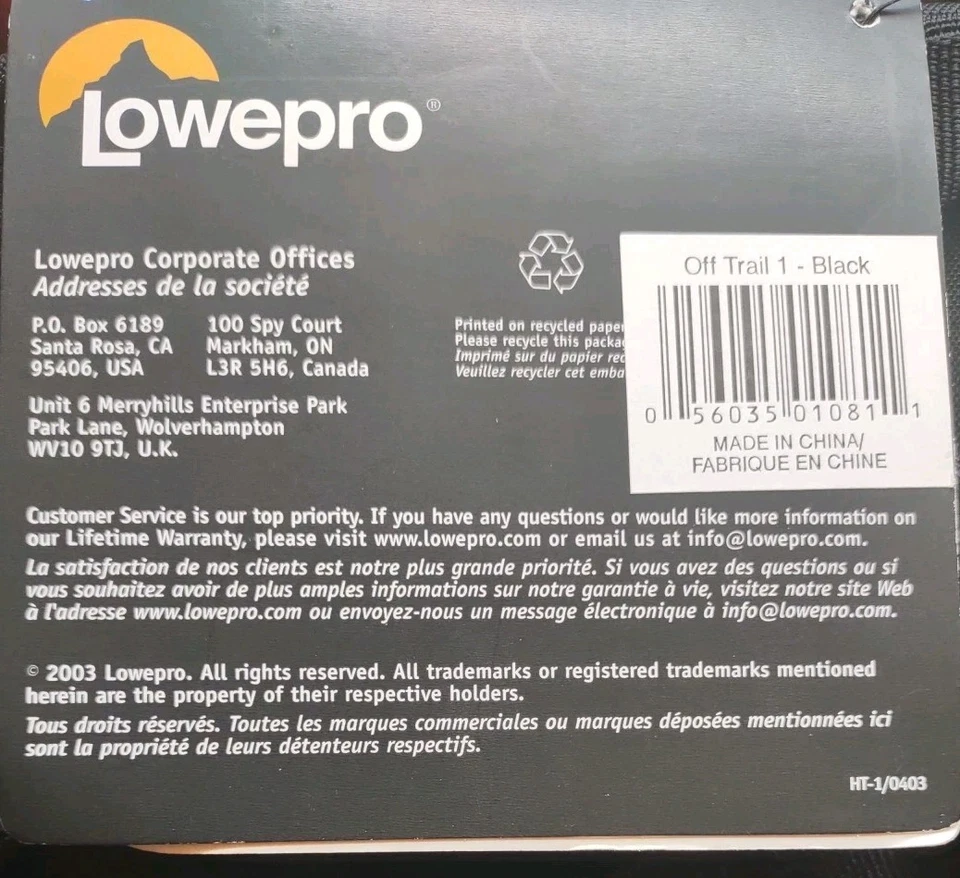 Lowepro®
Lowepro Corporate Offices
Addresses de la société
P.O. Box 6189
Santa Rosa, CA
95406, USA
100 Spy Court
Markham, ON
L3R 5H6, Canada
Unit 6 Merryhills Enterprise Park
Park Lane, Wolverhampton
WV10 9TJ, U.K.
Printed on recycled
Please recycle this
Imprimé sur du papier
Veuillez recycler cet
Off Trail 1 - Black
0 56035 01081 1
MADE IN CHINA/
FABRIQUE EN CHINE
Customer Service is our top priority. If you have any questions or would like more information on
our Lifetime Warranty, please visit www.lowepro.com or email us at info@lowepro.com.
La satisfaction de nos clients est notre plus grande priorité. Si vous avez des questions ou si
vous souhaitez avoir de plus amples informations sur notre garantie à vie, visitez notre site Web
à l'adresse www.lowepro.com ou envoyez-nous un message électronique à info@lowepro.com.
© 2003 Lowepro. All rights reserved. All trademarks or registered trademarks mentioned
herein are the property of their respective holders.
Tous droits réservés. Toutes les marques commerciales ou marques déposées mentionnées ici
sont la propriété de leurs détenteurs respectifs.
HT-1/0403